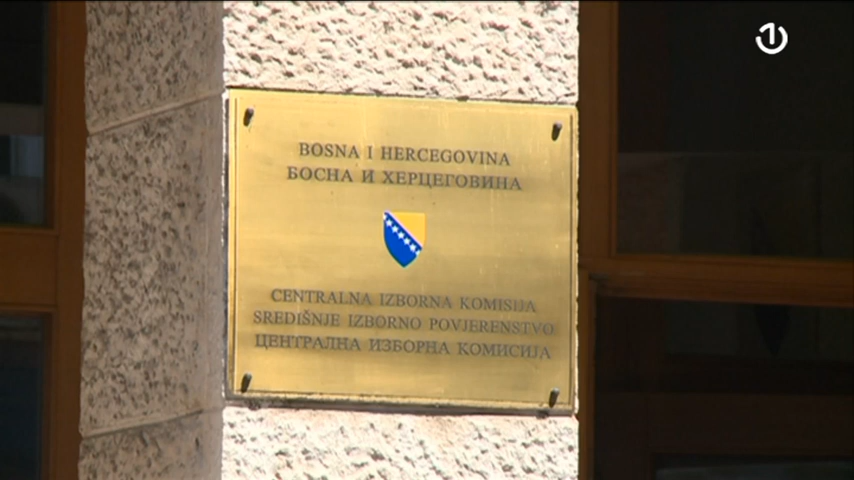 BOSNA I HERCEGOVINA
БОСНА И ХЕРЦЕГОВИНА
CENTRALNA IZBORNA KOMISIJA
SREDIŠNJE IZBORNO POVJERENSTVO
ЦЕНТРАЛНА ИЗБОРНА КОМИСИЈА